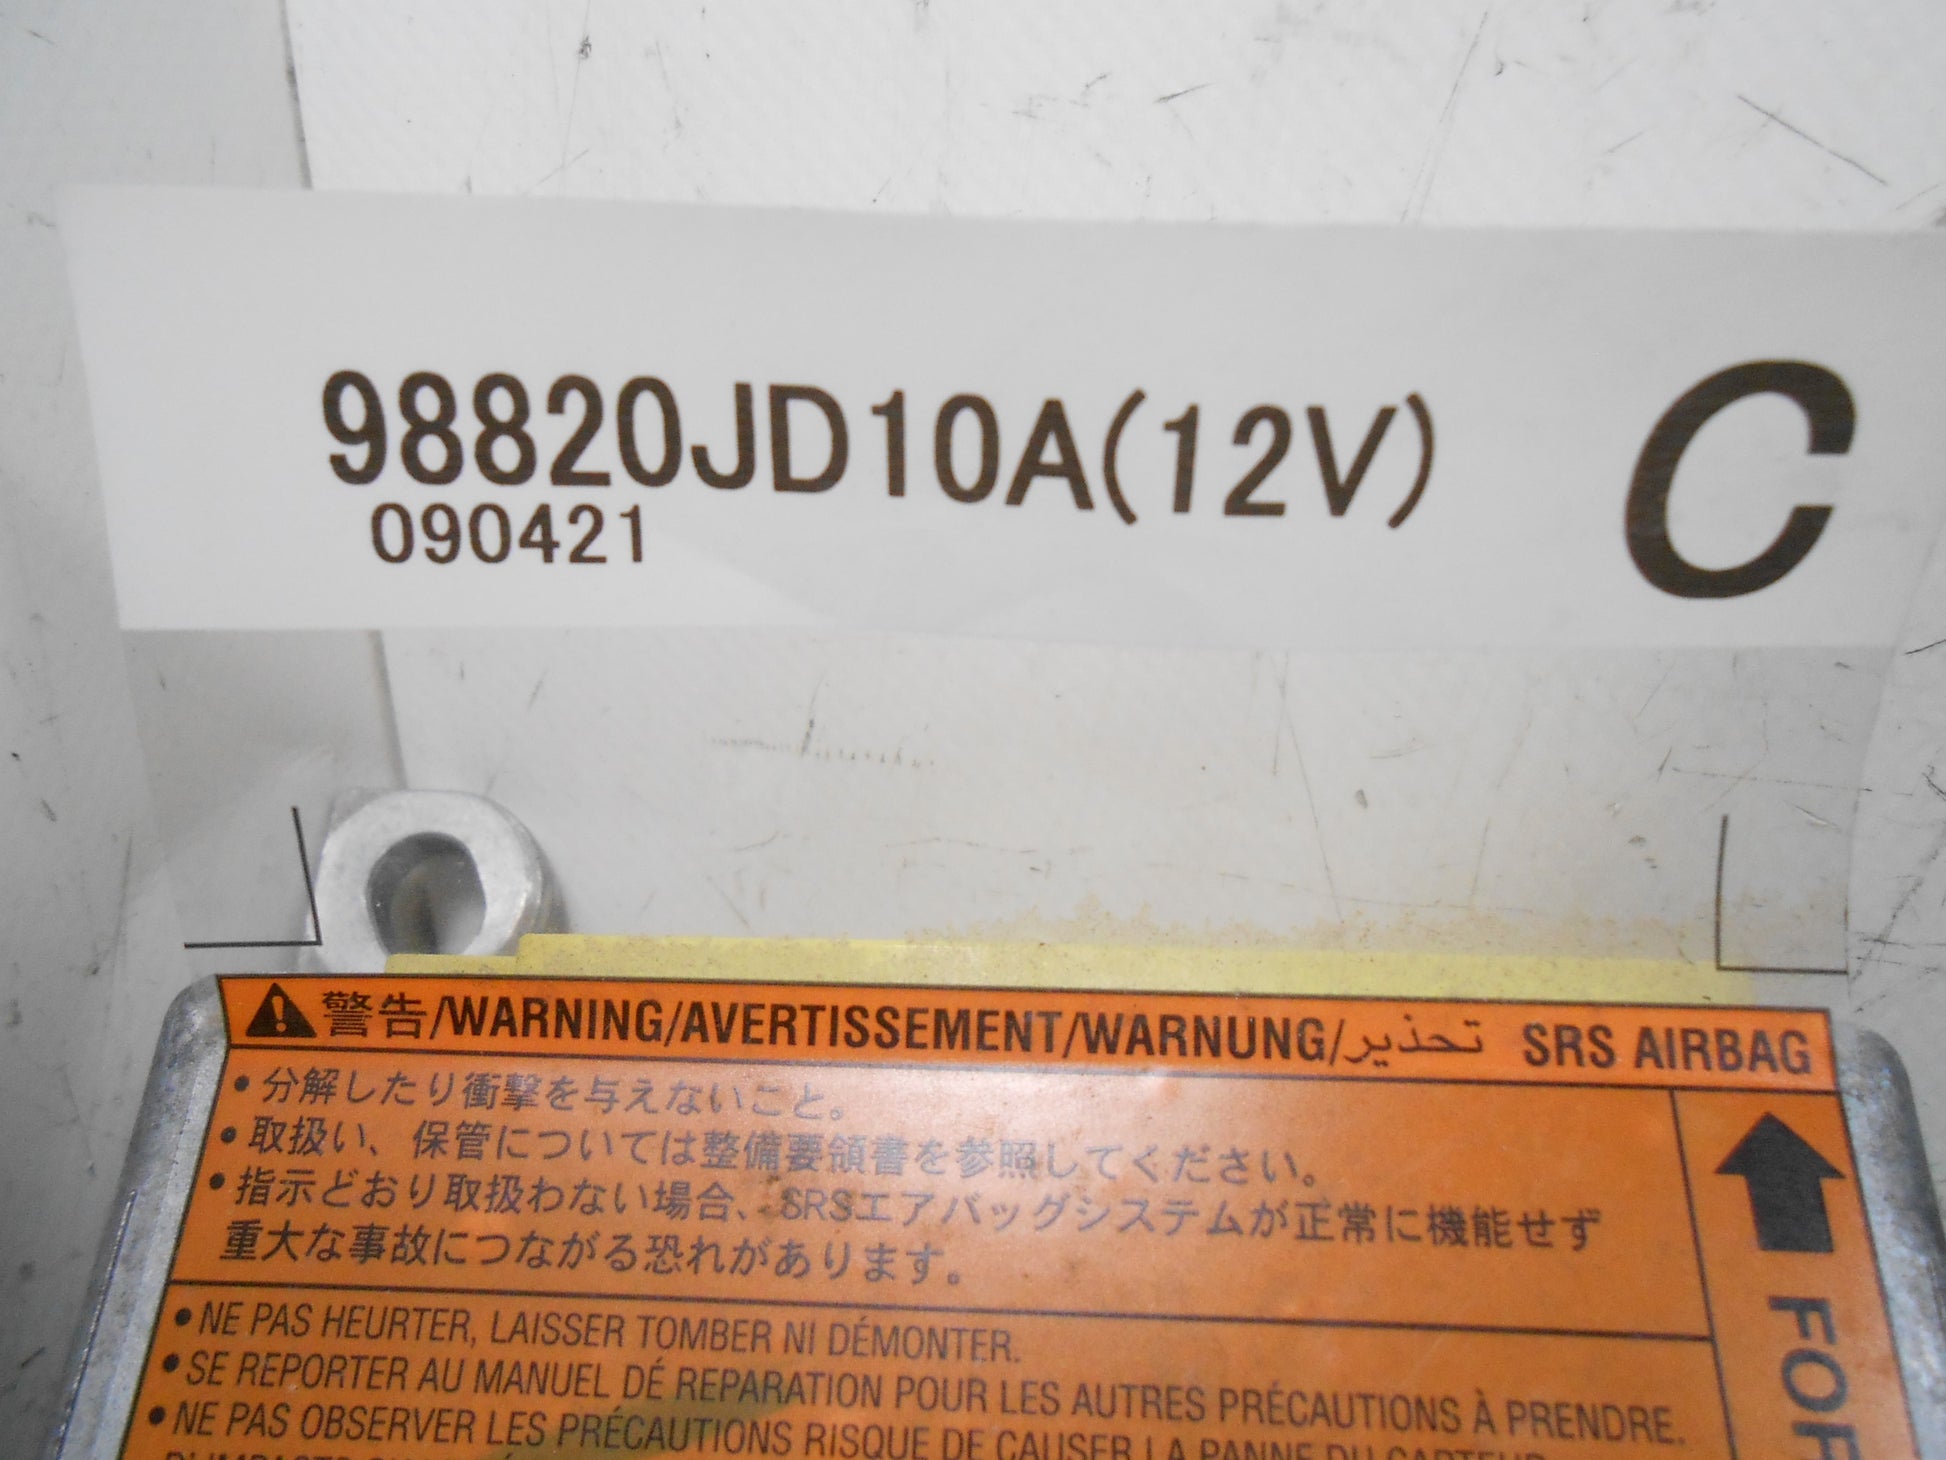 98820JD10A(12V)
090421
C
警告/WARNING/AVERTISSEMENT/WARNUNG/تحذير SRS AIRBAG
• 分解したり衝撃を与えないこと。
• 取扱い、保管については整備要領書を参照してください。
• 指示どおり取扱わない場合、SRSエアバッグシステムが正常に機能せず
重大な事故につながる恐れがあります。
• NE PAS HEURTER, LAISSER TOMBER NI DÉMONTER.
• SE REPORTER AU MANUEL DÉ REPARATION POUR LES AUTRES PRÉCAUTIONS À PRENDRE.
• NE PAS OBSERVER LES PRÉCAUTIONS RISQUE DE CAUSER LA PANNE DU CAPTEUR
FOR